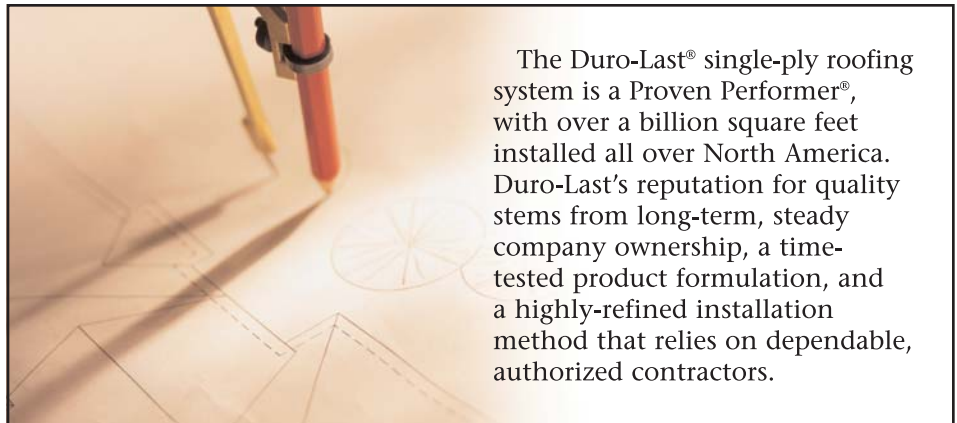 The Duro-Last® single-ply roofing
system is a Proven Performer®,
with over a billion square feet
installed all over North America.
Duro-Last's reputation for quality
stems from long-term, steady
company ownership, a time-
tested product formulation, and
a highly-refined installation
method that relies on dependable,
authorized contractors.